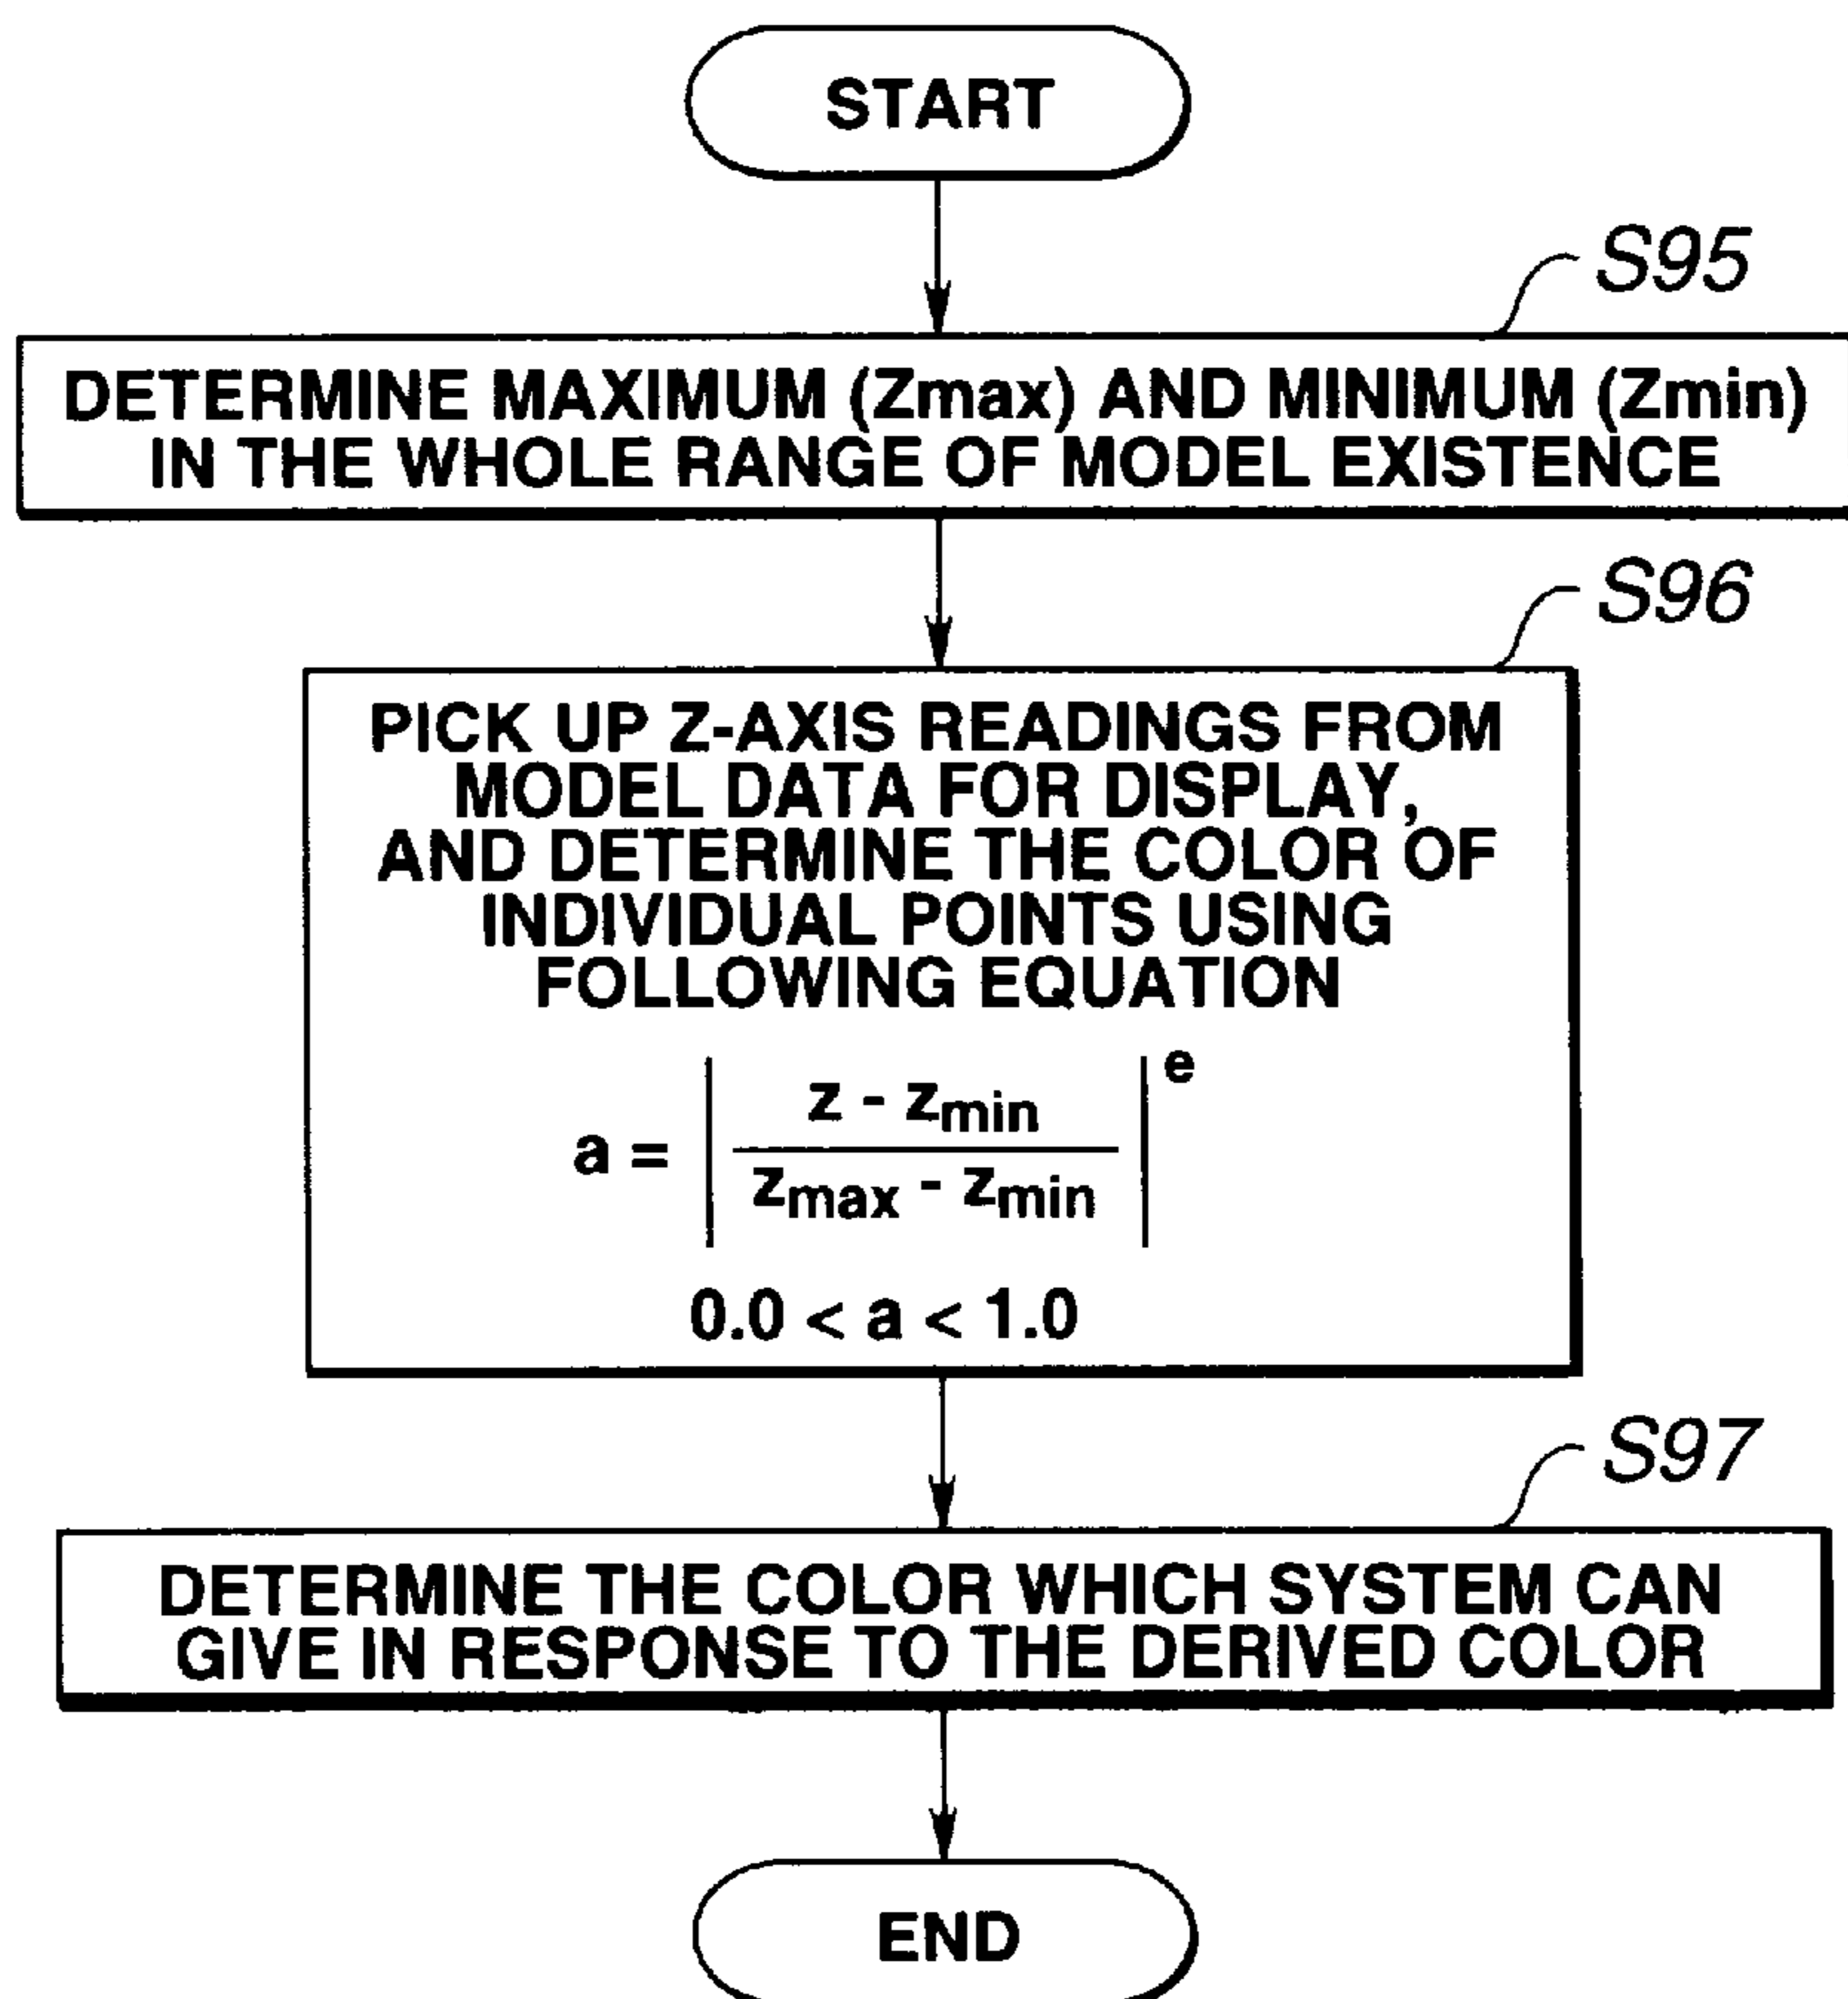 START
S95
DETERMINE MAXIMUM (Zmax) AND MINIMUM (Zmin)
IN THE WHOLE RANGE OF MODEL EXISTENCE
S96
PICK UP Z-AXIS READINGS FROM
MODEL DATA FOR DISPLAY,
AND DETERMINE THE COLOR OF
INDIVIDUAL POINTS USING
FOLLOWING EQUATION
a = | z - zmin / zmax - zmin | e
0.0 < a < 1.0
S97
DETERMINE THE COLOR WHICH SYSTEM CAN
GIVE IN RESPONSE TO THE DERIVED COLOR
END